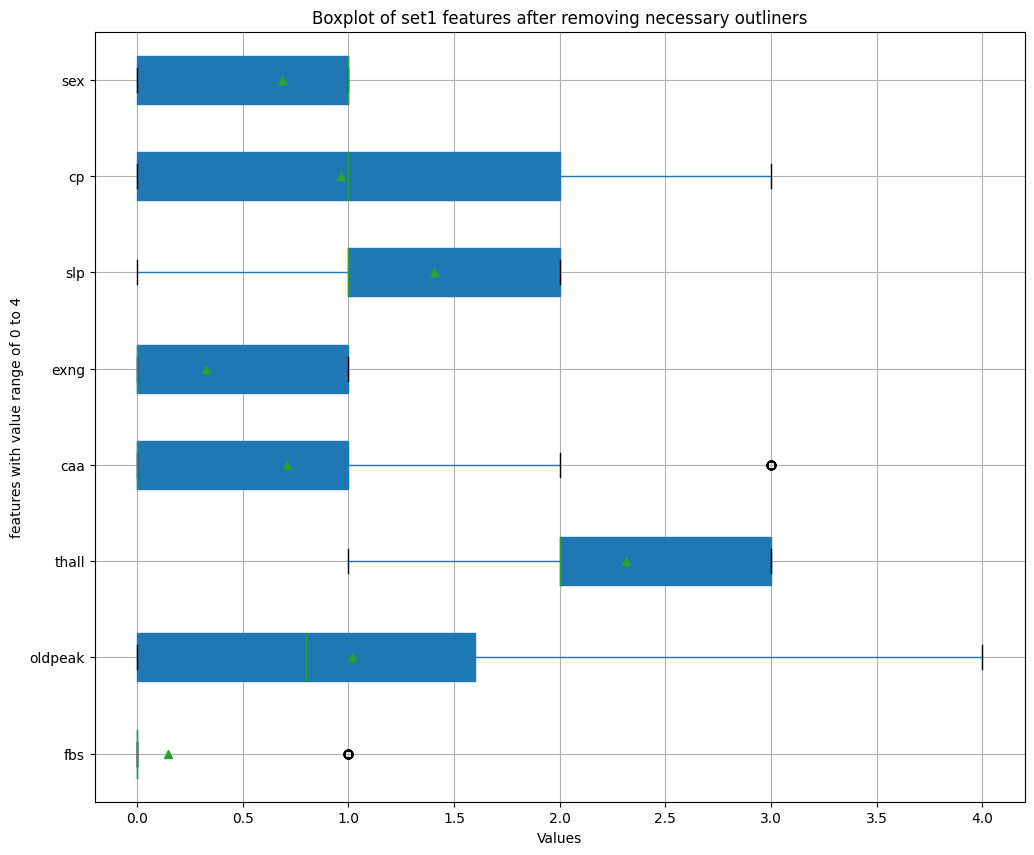 Boxplot of set1 features after removing necessary outliners
features with value range of 0 to 4
sex
cp
slp
exng
caa
thall
oldpeak
fbs
0.0 0.5 1.0 1.5 2.0 2.5 3.0 3.5 4.0
Values